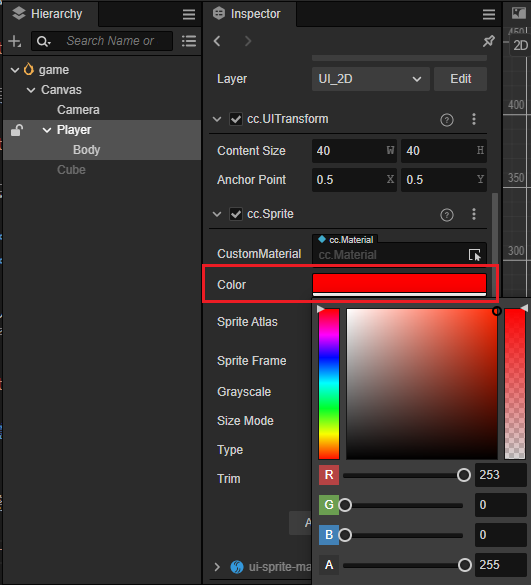 Hierarchy
Search Name or
game
Canvas
Camera
Player
Body
Cube
Inspector
Layer
UI_2D
Edit
cc.UITransform
Content Size
40
W
40
H
Anchor Point
0.5
X
0.5
Y
cc.Sprite
CustomMaterial
cc.Material
cc.Material
Color
Sprite Atlas
Sprite Frame
Grayscale
Size Mode
Type
Trim
R
253
G
0
B
0
A
255
A
ui-sprite-ma
2D
450
400
350
300